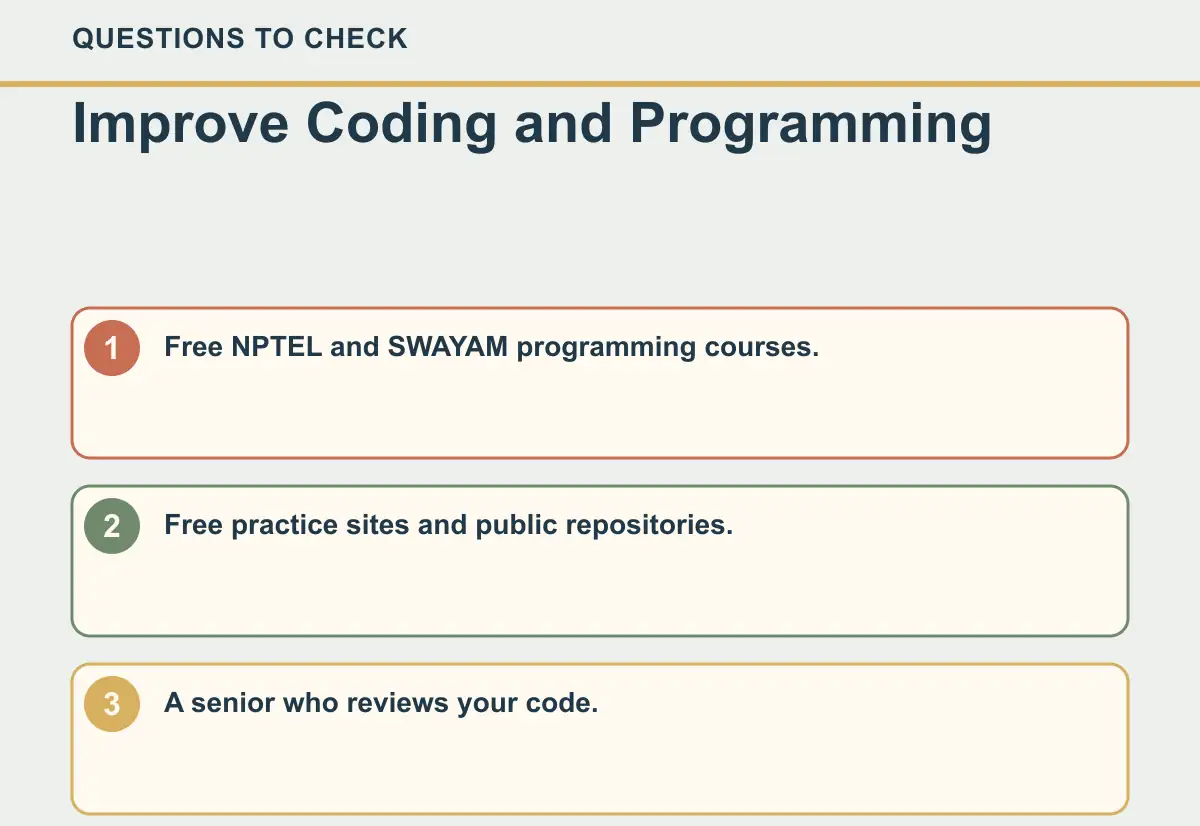 QUESTIONS TO CHECK
Improve Coding and Programming
1 Free NPTEL and SWAYAM programming courses.
2 Free practice sites and public repositories.
3 A senior who reviews your code.